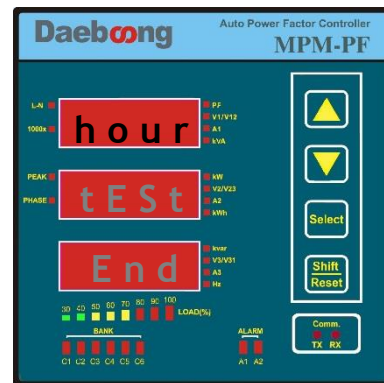 Daeboong
Auto Power Factor Controller
MPM-PF
L-N
1000x
hour
P.F
V1/V12
A1
kVA
PEAK
PHASE
tESt
kW
V2/V23
A2
kWh
End
kvar
V3/V31
A3
Hz
30 40 50 60 70 80 90 100 LOAD(%)
BANK
C1 C2 C3 C4 C5 C6
ALARM
A1 A2
Select
Shift
Reset
Comm.
TX RX